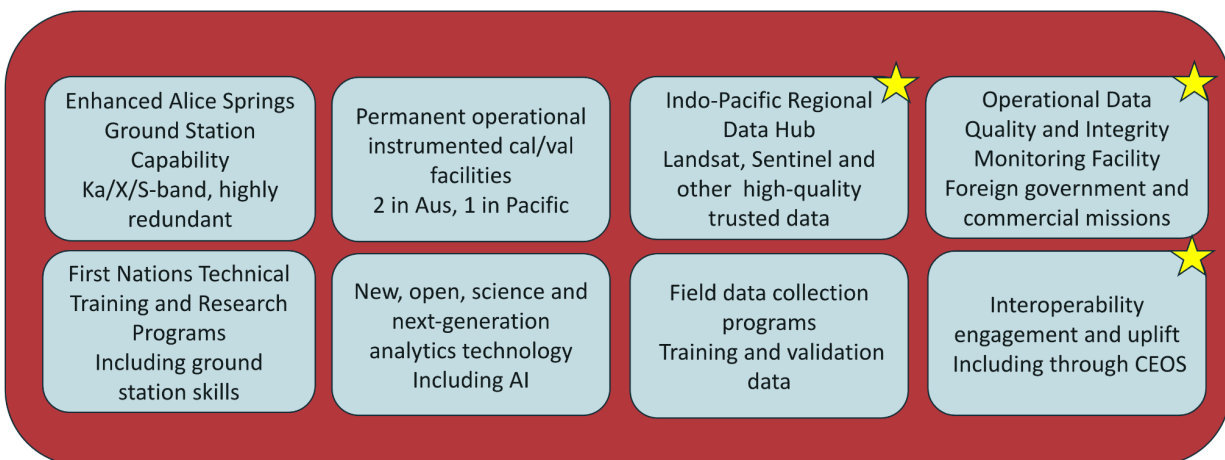 Enhanced Alice Springs
Ground Station
Capability
Ka/X/S-band, highly
redundant
Permanent operational
instrumented cal/val
facilities
2 in Aus, 1 in Pacific
Indo-Pacific Regional
Data Hub
Landsat, Sentinel and
other high-quality
trusted data
Operational Data
Quality and Integrity
Monitoring Facility
Foreign government and
commercial missions
First Nations Technical
Training and Research
Programs
Including ground
station skills
New, open, science and
next-generation
analytics technology
Including AI
Field data collection
programs
Training and validation
data
Interoperability
engagement and uplift
Including through CEOS